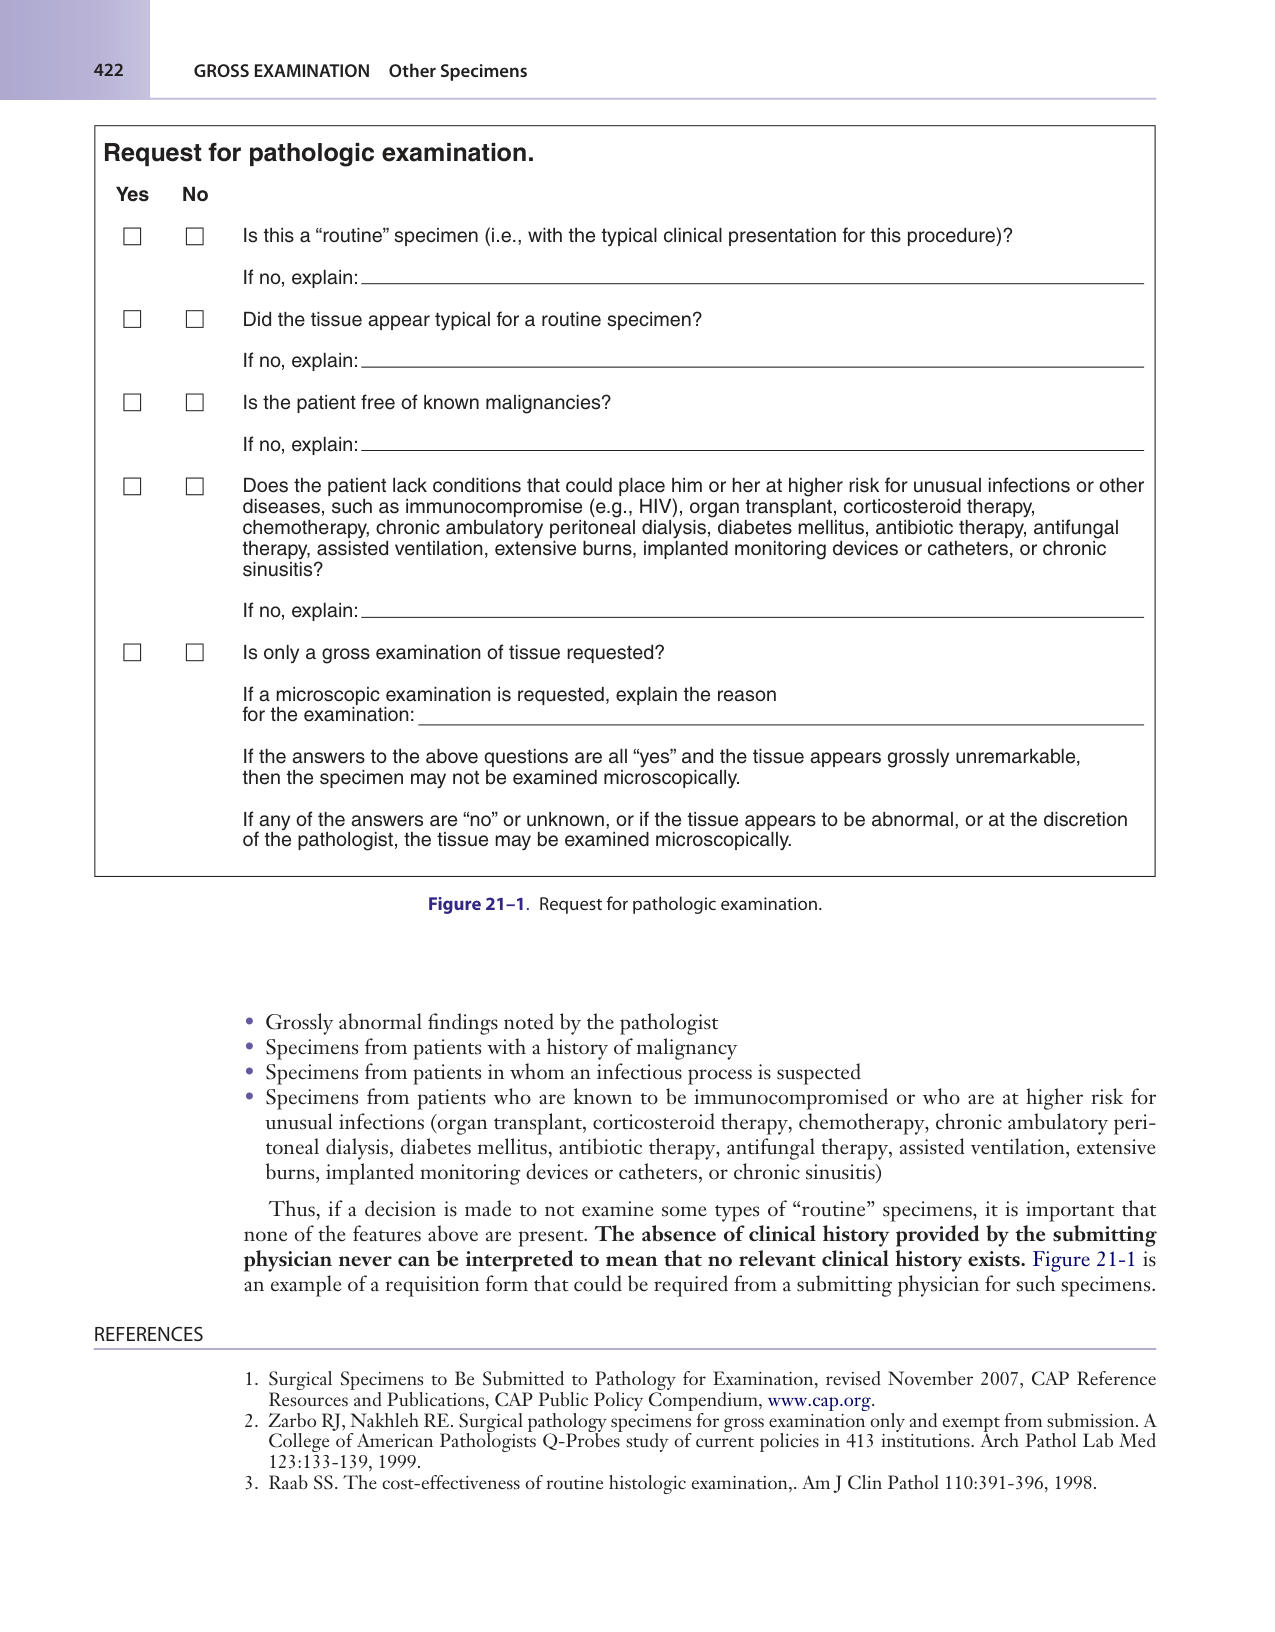 422
GROSS EXAMINATION Other Specimens
Request for pathologic examination.
Yes No
Is this a “routine” specimen (i.e., with the typical clinical presentation for this procedure)?
If no, explain:
Did the tissue appear typical for a routine specimen?
If no, explain:
Is the patient free of known malignancies?
If no, explain:
Does the patient lack conditions that could place him or her at higher risk for unusual infections or other
diseases, such as immunocompromise (e.g., HIV), organ transplant, corticosteroid therapy,
chemotherapy, chronic ambulatory peritoneal dialysis, diabetes mellitus, antibiotic therapy, antifungal
therapy, assisted ventilation, extensive burns, implanted monitoring devices or catheters, or chronic
sinusitis?
If no, explain:
Is only a gross examination of tissue requested?
If a microscopic examination is requested, explain the reason
for the examination:
If the answers to the above questions are all “yes” and the tissue appears grossly unremarkable,
then the specimen may not be examined microscopically.
If any of the answers are “no” or unknown, or if the tissue appears to be abnormal, or at the discretion
of the pathologist, the tissue may be examined microscopically.
Figure 21–1. Request for pathologic examination.
• Grossly abnormal findings noted by the pathologist
• Specimens from patients with a history of malignancy
• Specimens from patients in whom an infectious process is suspected
• Specimens from patients who are known to be immunocompromised or who are at higher risk for
unusual infections (organ transplant, corticosteroid therapy, chemotherapy, chronic ambulatory peri-
toneal dialysis, diabetes mellitus, antibiotic therapy, antifungal therapy, assisted ventilation, extensive
burns, implanted monitoring devices or catheters, or chronic sinusitis)
Thus, if a decision is made to not examine some types of “routine” specimens, it is important that
none of the features above are present. The absence of clinical history provided by the submitting
physician never can be interpreted to mean that no relevant clinical history exists. Figure 21-1 is
an example of a requisition form that could be required from a submitting physician for such specimens.
REFERENCES
1. Surgical Specimens to Be Submitted to Pathology for Examination, revised November 2007, CAP Reference
Resources and Publications, CAP Public Policy Compendium, www.cap.org.
2. Zarbo RJ, Nakhleh RE. Surgical pathology specimens for gross examination only and exempt from submission. A
College of American Pathologists Q-Probes study of current policies in 413 institutions. Arch Pathol Lab Med
123:133-139, 1999.
3. Raab SS. The cost-effectiveness of routine histologic examination,. Am J Clin Pathol 110:391-396, 1998.